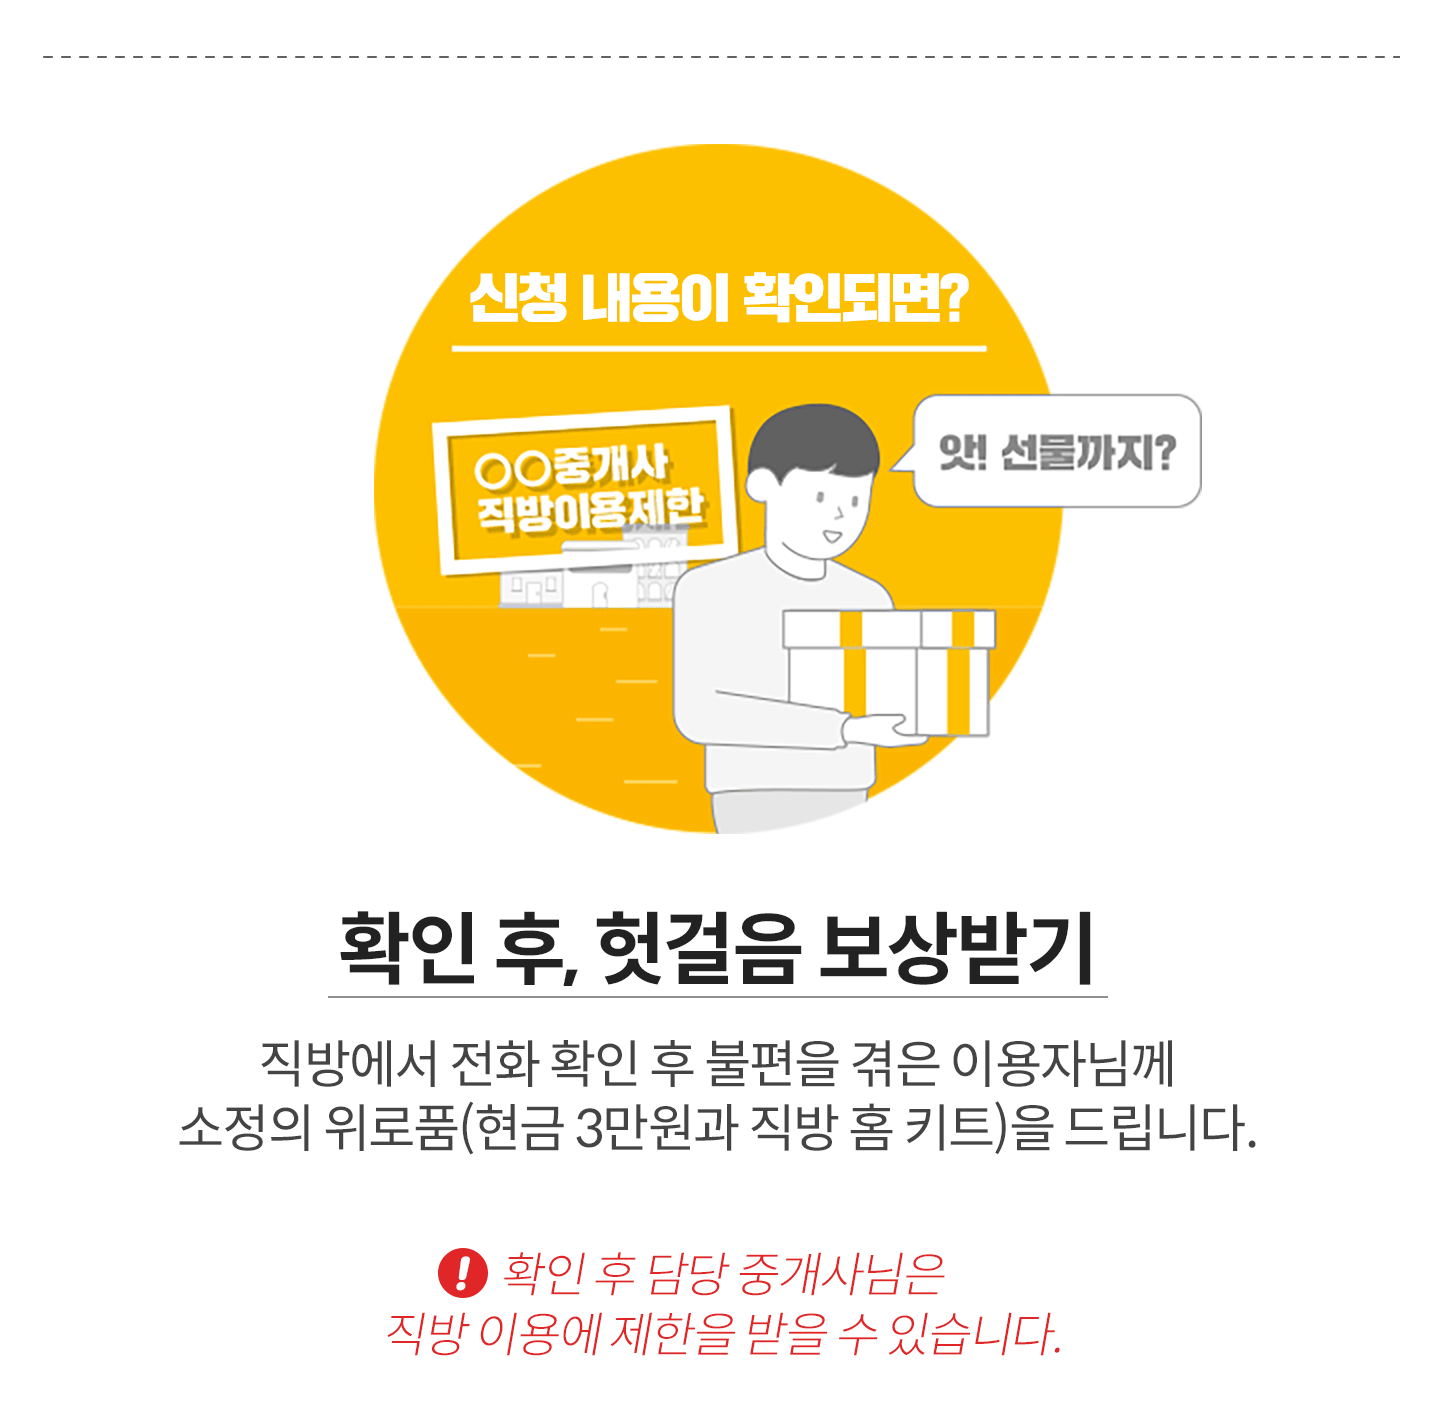 신청 내용이 확인되면?
○○중개사
직방이용제한
앗! 선물까지?
확인 후, 헛걸음 보상받기
직방에서 전화 확인 후 불편을 겪은 이용자님께
소정의 위로품(현금 3만원과 직방 홈 키트)을 드립니다.
! 확인 후 담당 중개사님은
직방 이용에 제한을 받을 수 있습니다.